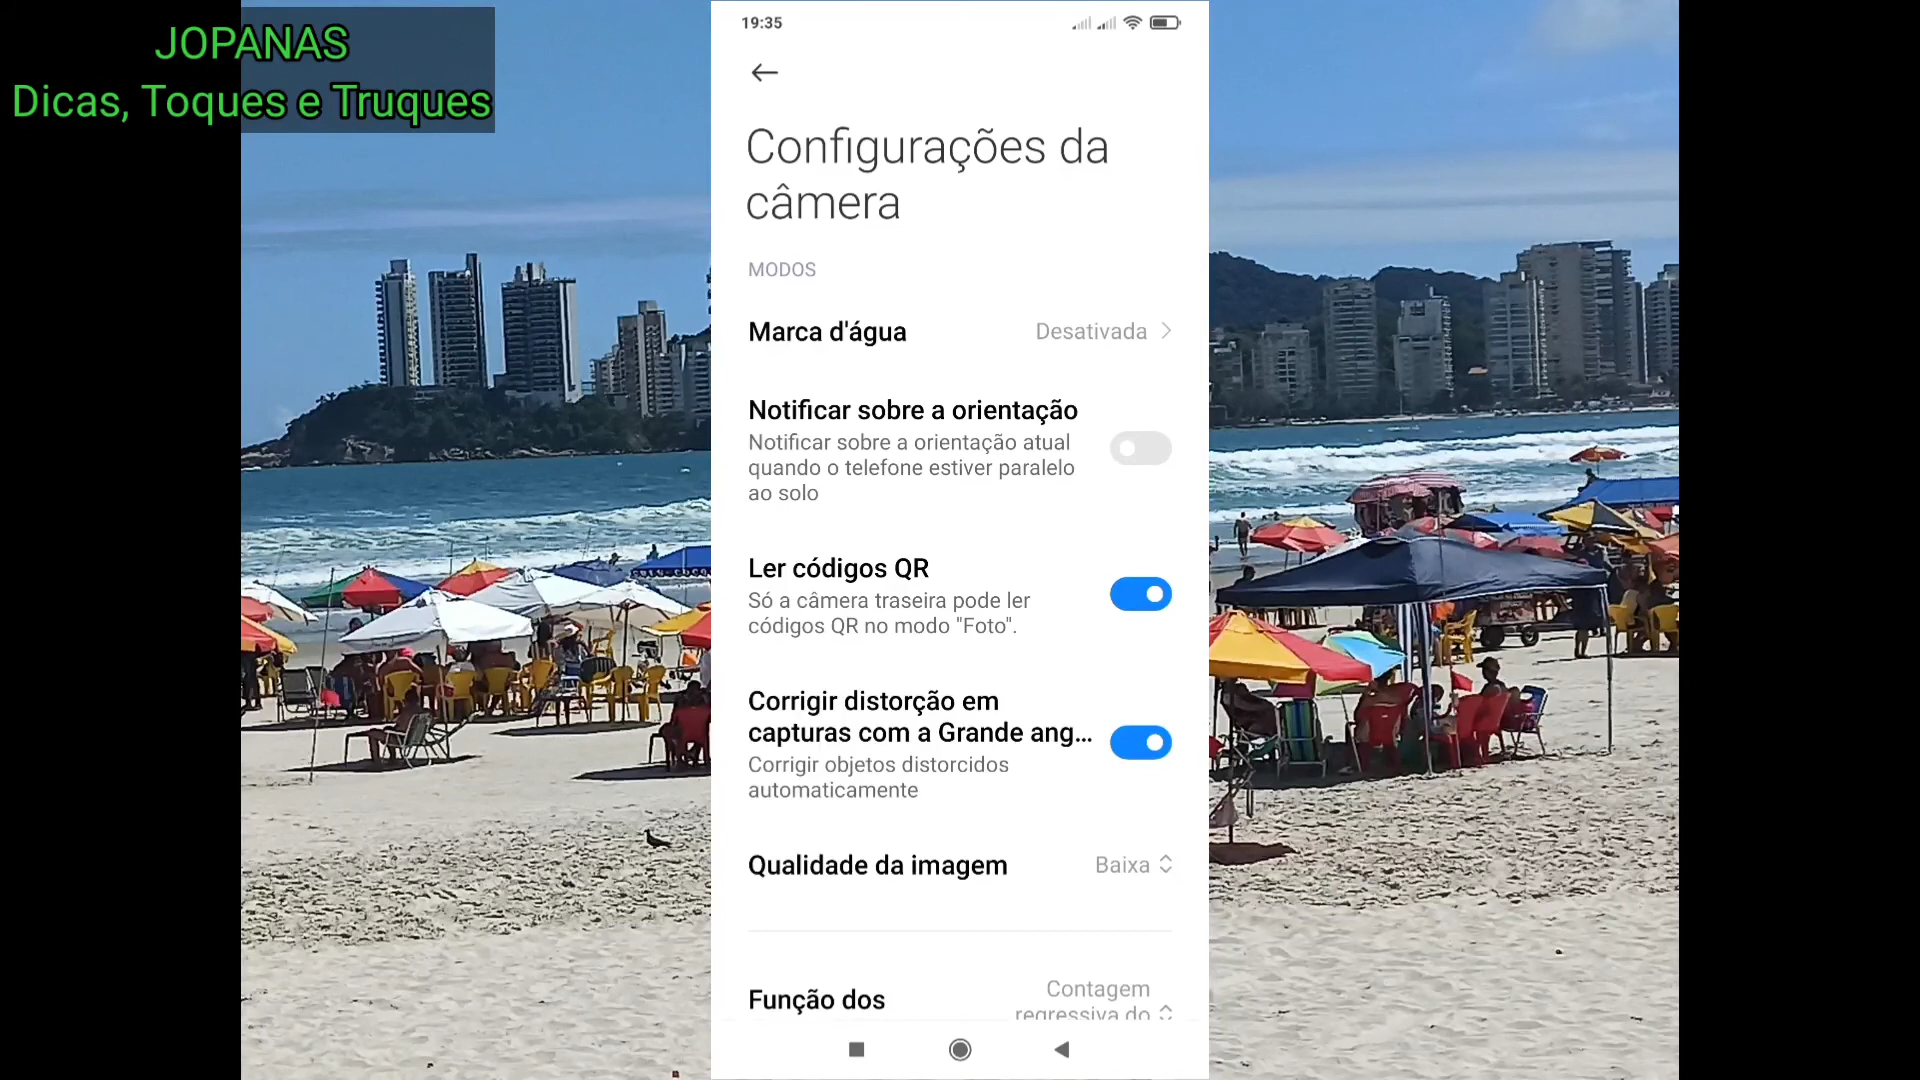 JOPANAS
Dicas, Toques e Truques
19:35
Configurações da
câmera
MODOS
Marca d'água
Desativada
Notificar sobre a orientação
Notificar sobre a orientação atual
quando o telefone estiver paralelo
ao solo
Ler códigos QR
Só a câmera traseira pode ler
códigos QR no modo "Foto".
Corrigir distorção em
capturas com a Grande ang...
Corrigir objetos distorcidos
automaticamente
Qualidade da imagem
Baixa
Função dos
Contagem
regressiva do